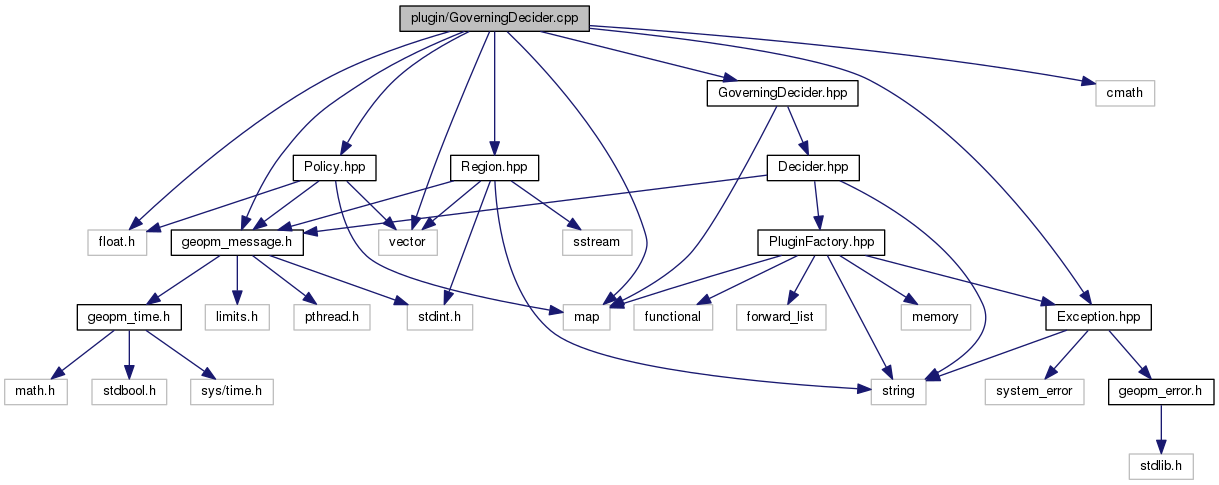 plugin/GoverningDecider.cpp
GoverningDecider.hpp
cmath
Policy.hpp
Region.hpp
Decider.hpp
float.h
geopm_message.h
vector
sstream
PluginFactory.hpp
geopm_time.h
limits.h
pthread.h
stdint.h
map
functional
forward_list
memory
Exception.hpp
math.h
stdbool.h
sys/time.h
string
system_error
geopm_error.h
stdlib.h